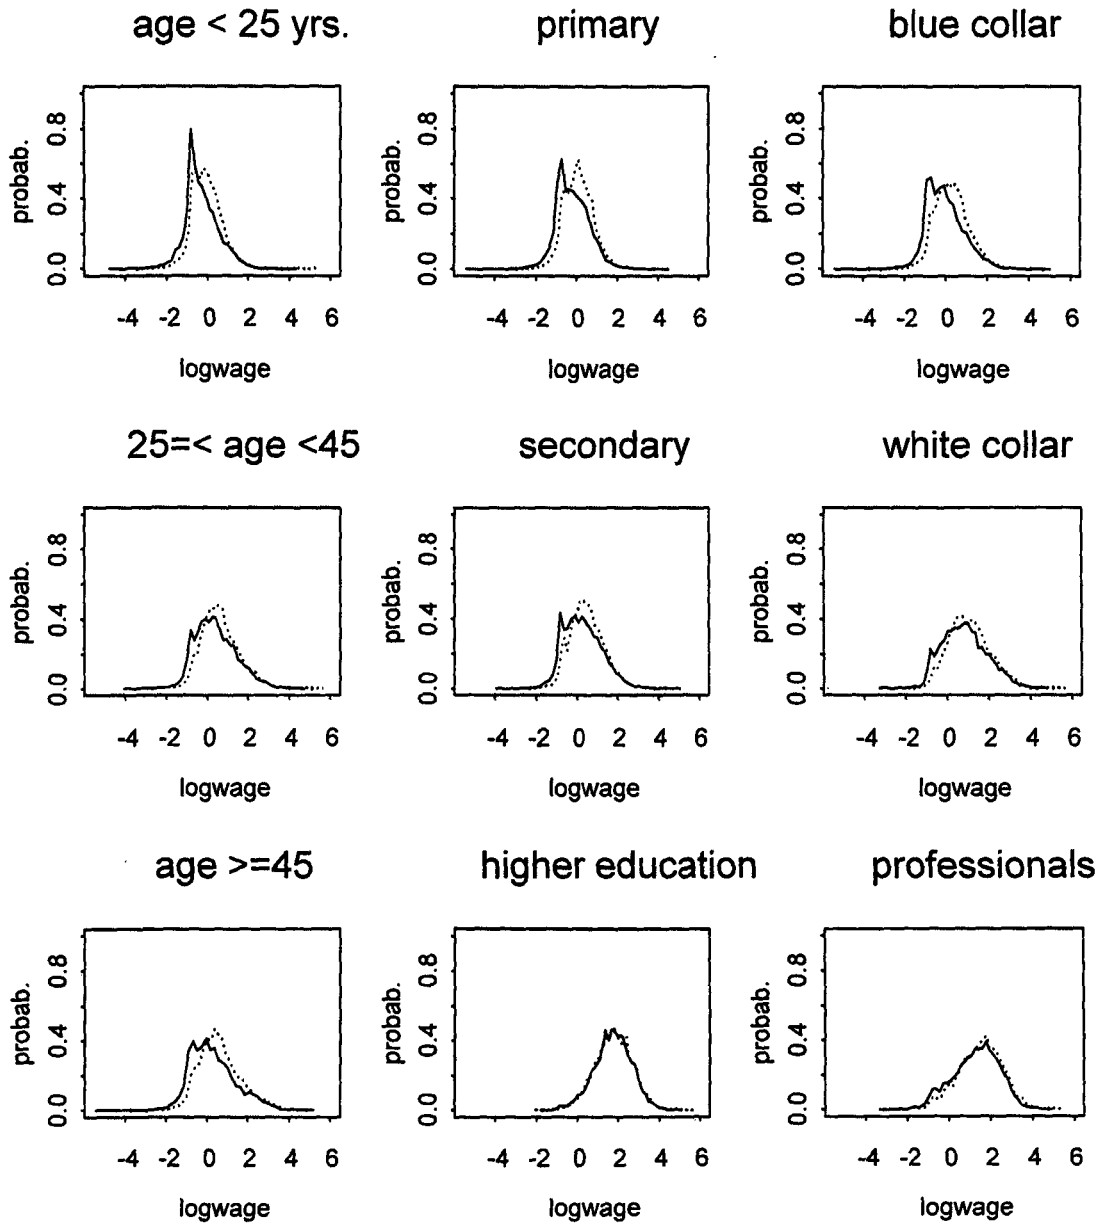 age < 25 yrs.
primary
blue collar
probab.
0.0 0.4 0.8
-4 -2 0 2 4 6
logwage
probab.
0.0 0.4 0.8
-4 -2 0 2 4 6
logwage
probab.
0.0 0.4 0.8
-4 -2 0 2 4 6
logwage
25=< age <45
secondary
white collar
probab.
0.0 0.4 0.8
-4 -2 0 2 4 6
logwage
probab.
0.0 0.4 0.8
-4 -2 0 2 4 6
logwage
probab.
0.0 0.4 0.8
-4 -2 0 2 4 6
logwage
age >=45
higher education
professionals
probab.
0.0 0.4 0.8
-4 -2 0 2 4 6
logwage
probab.
0.0 0.4 0.8
-4 -2 0 2 4 6
logwage
probab.
0.0 0.4 0.8
-4 -2 0 2 4 6
logwage